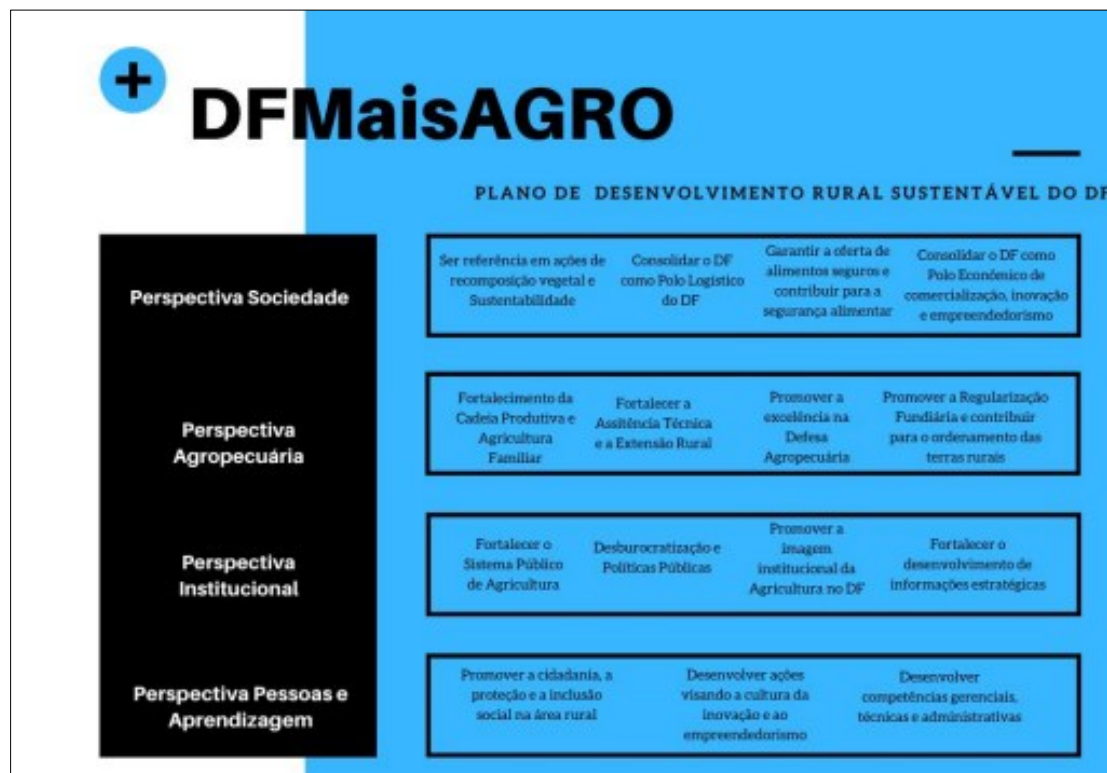 +
DFMaisAGRO
PLANO DE DESENVOLVIMENTO RURAL SUSTENTÁVEL DO DF
Perspectiva Sociedade
Ser referência em ações de
recomposição vegetal e
Sustentabilidade
Consolidar o DF
como Polo Logístico
do DF
Garantir a oferta de
alimentos seguros e
contribuir para a
segurança alimentar
Consolidar o DF como
Polo Econômico de
comercialização, inovação
e empreendedorismo
Perspectiva
Agropecuária
Fortalecimento da
Cadeia Produtiva e
Agricultura
Familiar
Fortalecer a
Assitência Técnica
e a Extensão Rural
Promover a
excelência na
Defesa
Agropecuária
Promover a Regularização
Fundiária e contribuir
para o ordenamento das
terras rurais
Perspectiva
Institucional
Fortalecer o
Sistema Público
de Agricultura
Desburocratização e
Políticas Públicas
Promover a
imagem
institucional da
Agricultura no DF
Fortalecer o
desenvolvimento de
informações estratégicas
Perspectiva Pessoas e
Aprendizagem
Promover a cidadania, a
proteção e a inclusão
social na área rural
Desenvolver ações
visando a cultura da
inovação e ao
empreendedorismo
Desenvolver
competências gerenciais,
técnicas e administrativas